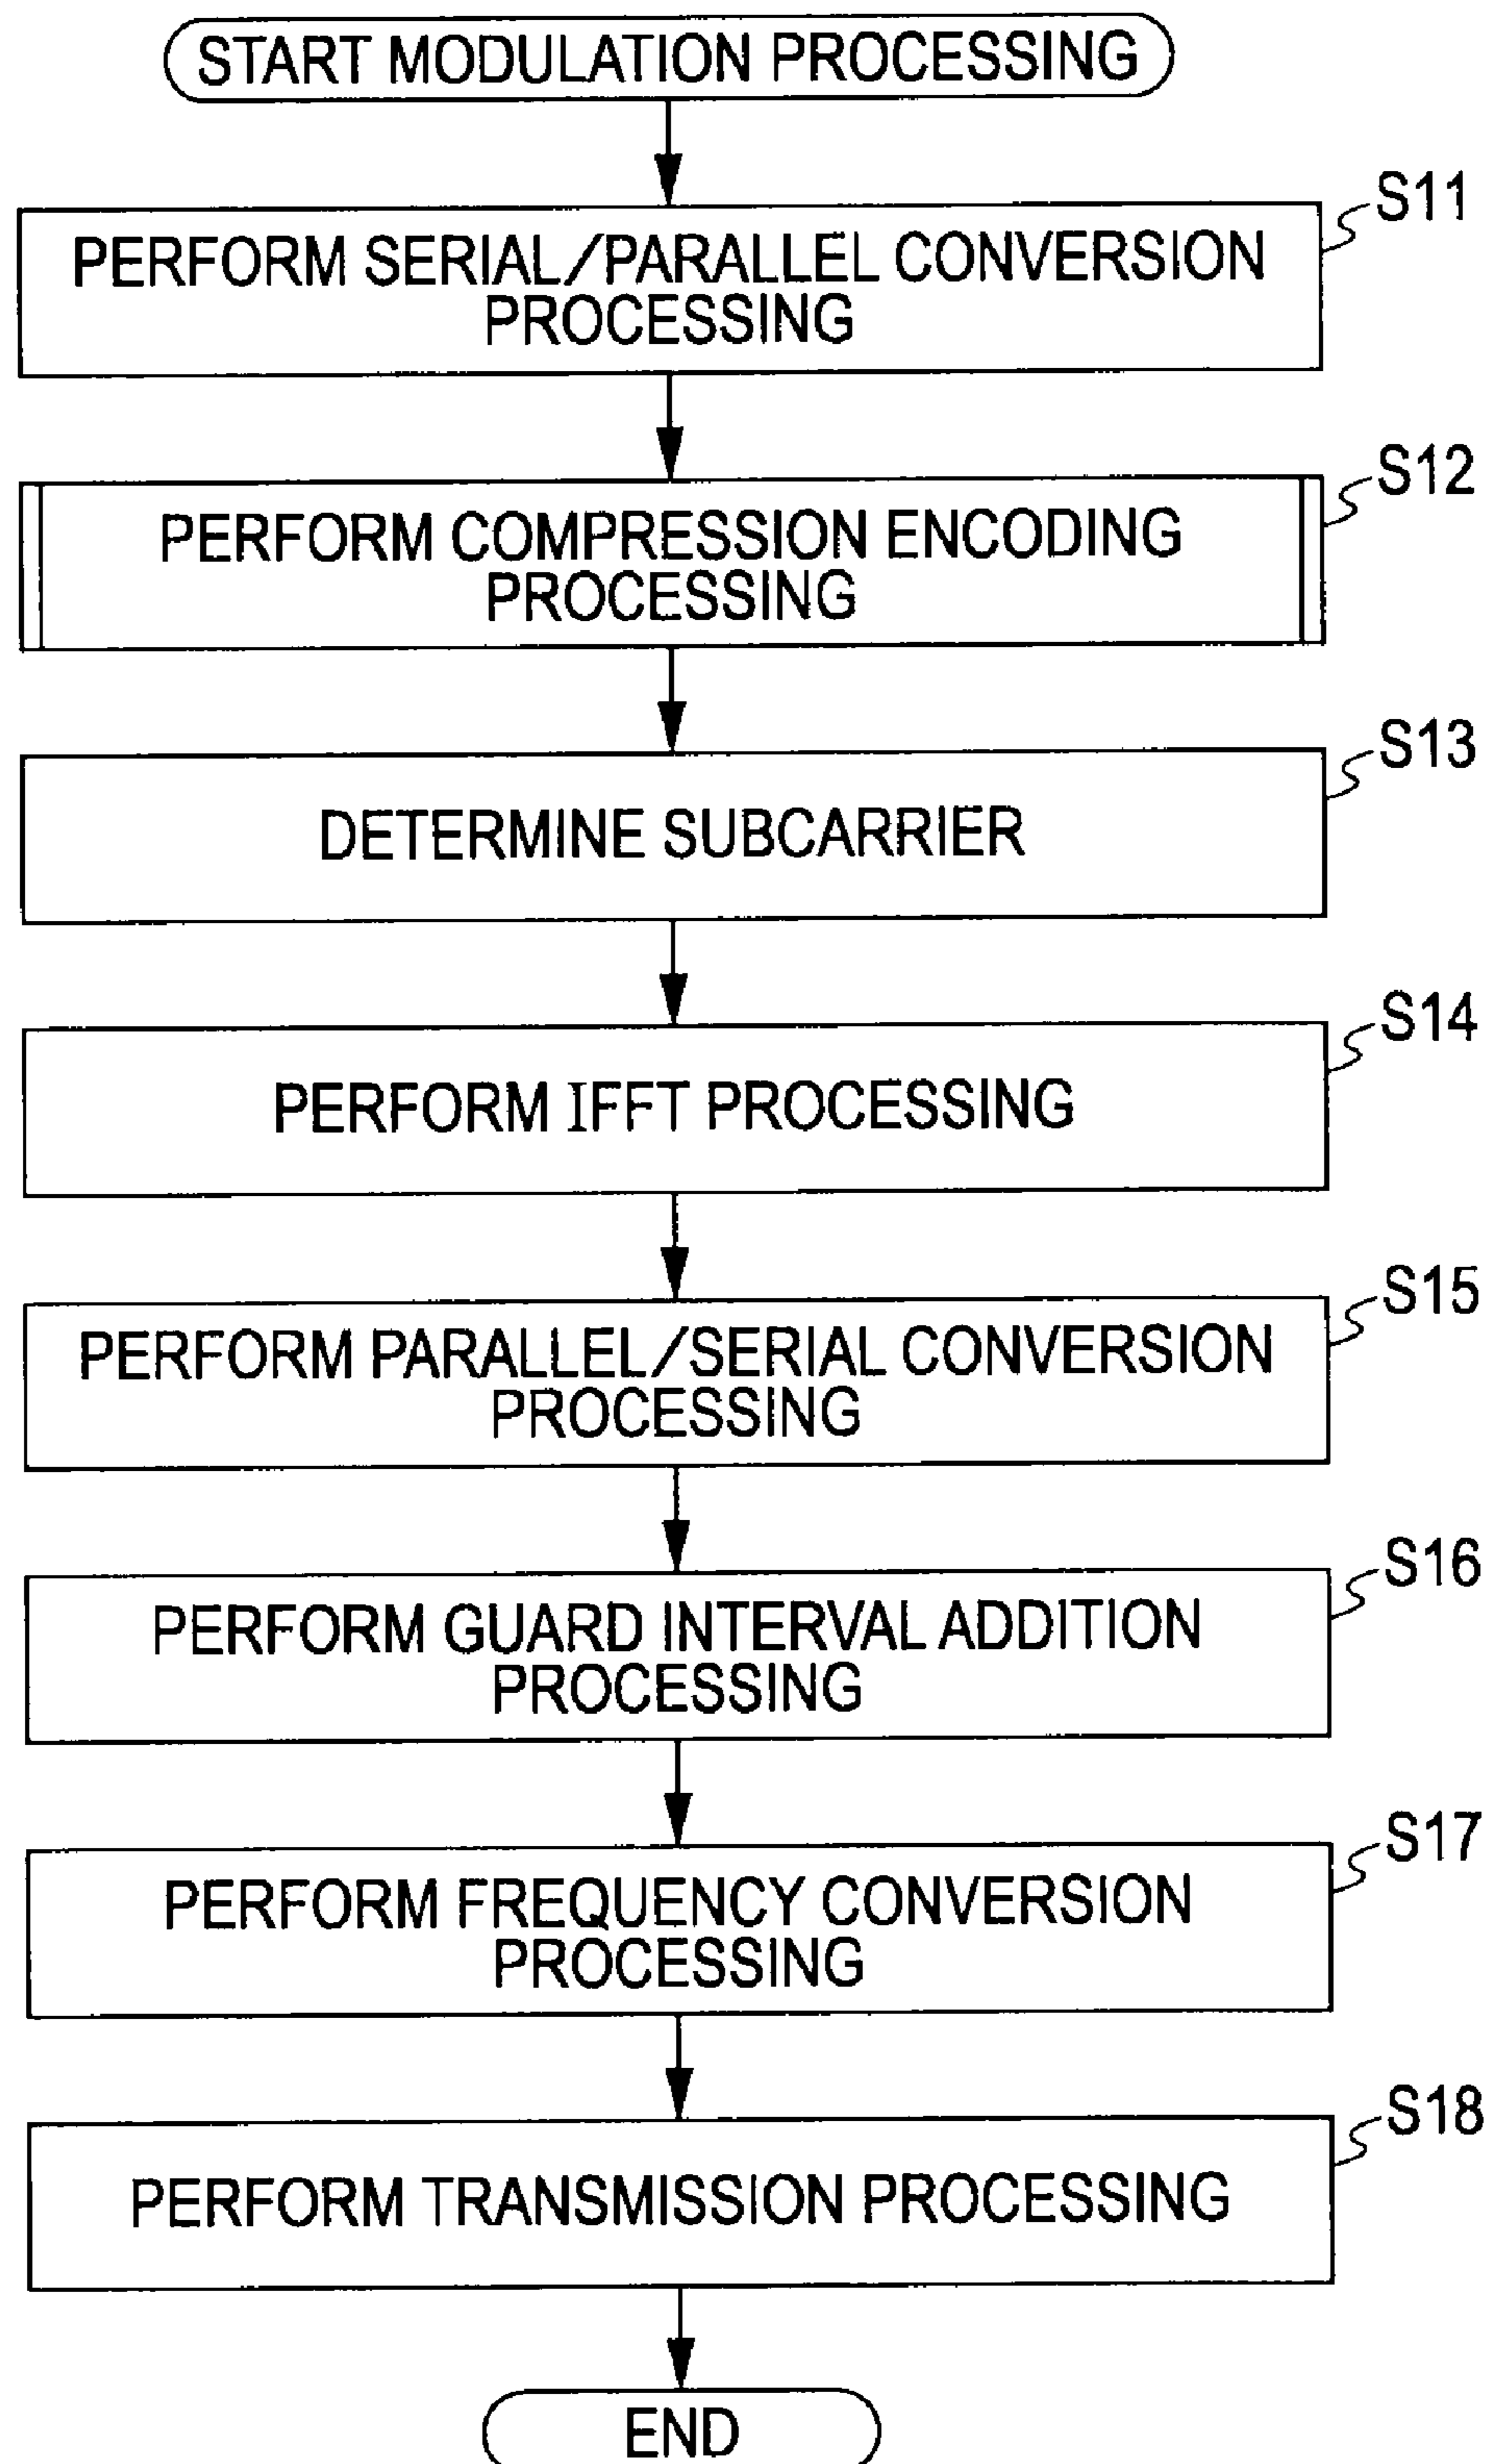 START MODULATION PROCESSING
S11
PERFORM SERIAL/PARALLEL CONVERSION
PROCESSING
S12
PERFORM COMPRESSION ENCODING
PROCESSING
S13
DETERMINE SUBCARRIER
S14
PERFORM IFFT PROCESSING
S15
PERFORM PARALLEL/SERIAL CONVERSION
PROCESSING
S16
PERFORM GUARD INTERVAL ADDITION
PROCESSING
S17
PERFORM FREQUENCY CONVERSION
PROCESSING
S18
PERFORM TRANSMISSION PROCESSING
END